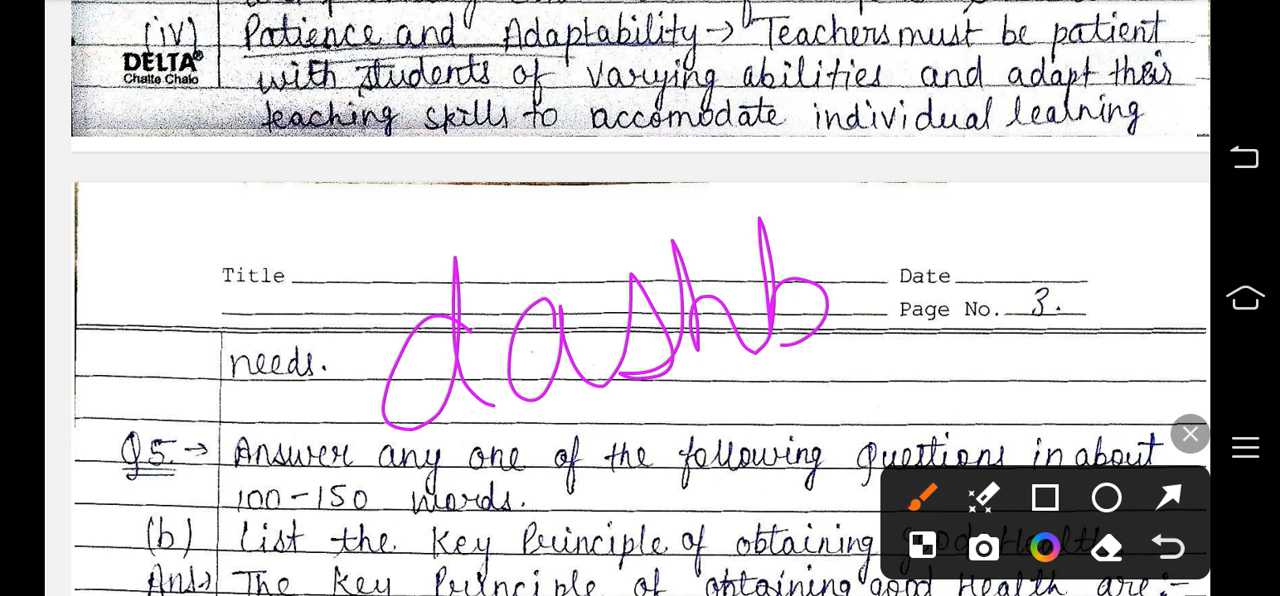 (iv) Patience and Adaptability → Teachers must be patient
DELTA®
Chalte Chalo
with students of varying abilities and adapt their
teaching skills to accomodate individual learning
Title
Date
Page No. 3.
dashb
needs.
Q5. → Answer any one of the following questions in about
100-150 words.
(b) List the Key Principle of obtaining good Health
Ans→ The Key Principle of obtaining good Health are :-